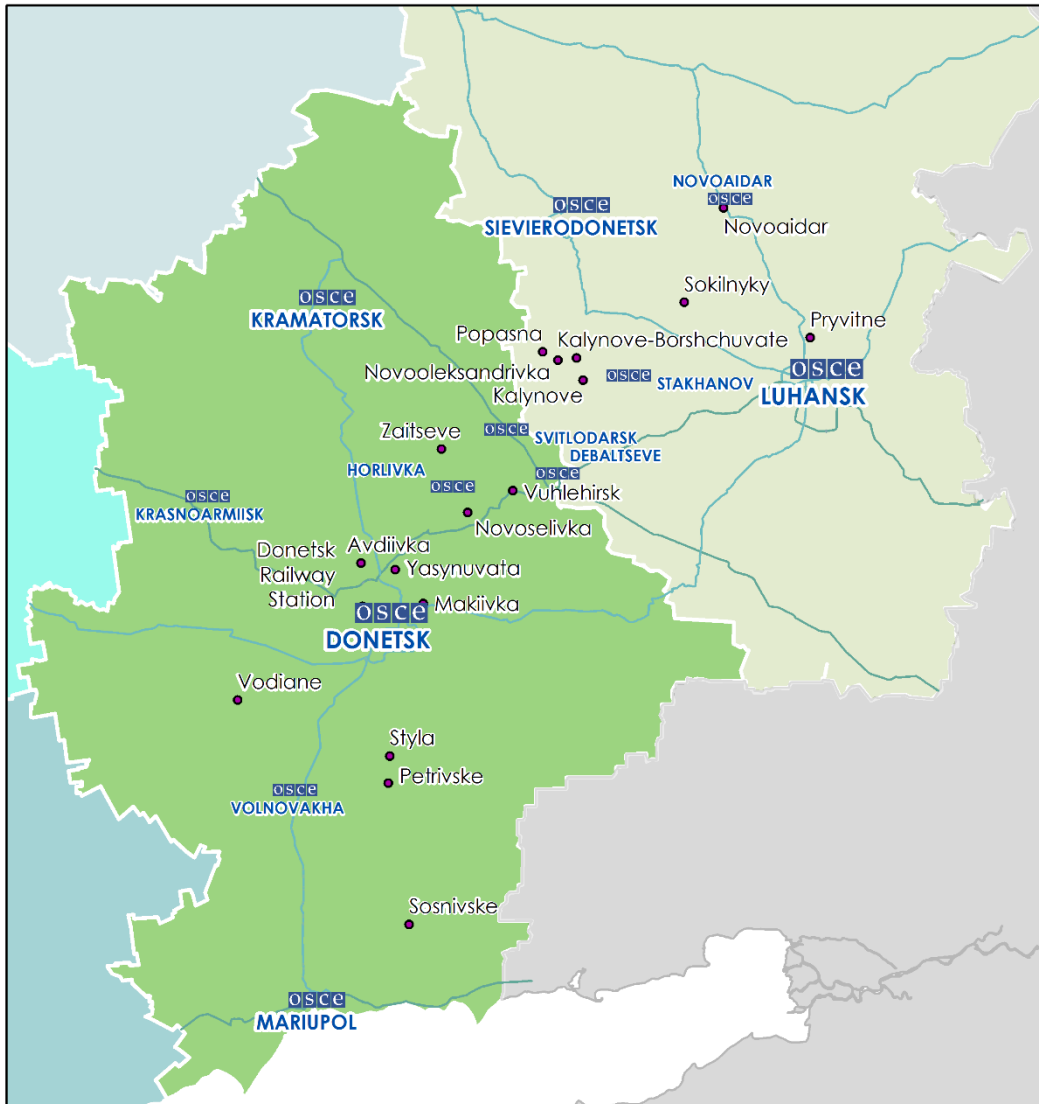 NOVOAIDAR
osce
Novoaidar
osce
SIEVIERODONETSK
Sokilnyky
osce
KRAMATORSK
Pryvitne
Popasna
Kalynove-Borshchuvate
Novooleksandrivka
Kalynove
osce
STAKHANOV
osce
LUHANSK
Zaitseve
osce
SVITLODARSK
DEBALTSEVE
HORLIVKA
osce
osce
Vuhlehirsk
osce
KRASNOARMIISK
Novoselivka
Donetsk
Railway
Station
Avdiivka
Yasynuvata
Makiivka
osce
DONETSK
Vodiane
Styla
Petrivske
osce
VOLNOVAKHA
Sosnivske
osce
MARIUPOL